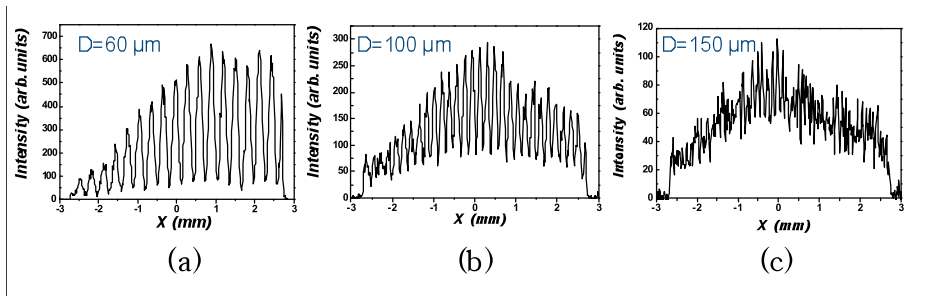 D=60 µm
Intensity (arb. units)
700
600
500
400
300
200
100
0
-3 -2 -1 0 1 2 3
X (mm)
(a)
D=100 µm
Intensity (arb. units)
300
250
200
150
100
50
0
-3 -2 -1 0 1 2 3
X (mm)
(b)
D=150 µm
Intensity (arb. units)
120
100
80
60
40
20
0
-3 -2 -1 0 1 2 3
X (mm)
(c)